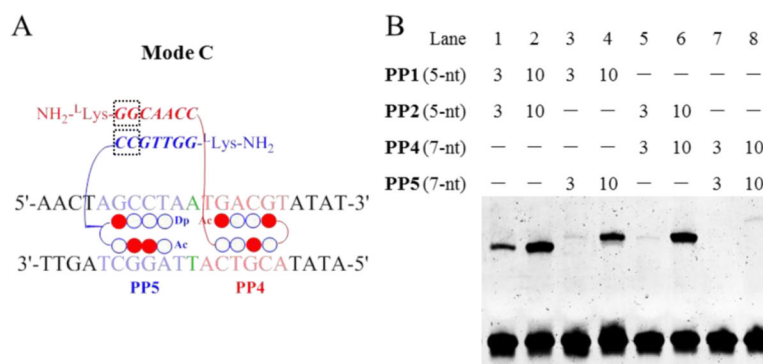 A
Mode C
NH₂-ᴸLys-GGCAACC
CCGTTGG-ᴸLys-NH₂
5'-AACTAGCCTAATGACGTATAT-3'
Dp Ac
Ac
3'-TTGATCGGATTACTGCATATA-5'
PP5 PP4
B
Lane 1 2 3 4 5 6 7 8
PP1 (5-nt) 3 10 3 10 — — — —
PP2 (5-nt) 3 10 — — 3 10 — —
PP4 (7-nt) — — — — 3 10 3 10
PP5 (7-nt) — — 3 10 — — 3 10